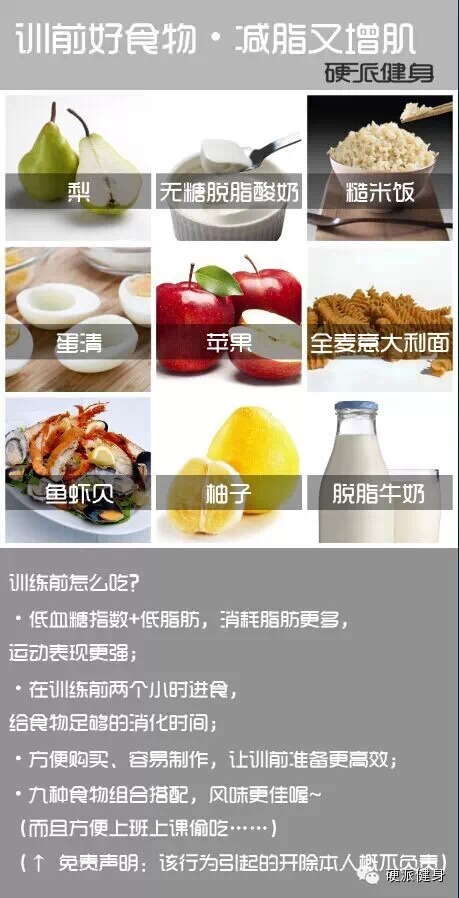 训前好食物·减脂又增肌
硬派健身
梨
无糖脱脂酸奶
糙米饭
蛋清
苹果
全麦意大利面
鱼虾贝
柚子
脱脂牛奶
训练前怎么吃?
·低血糖指数+低脂肪，消耗脂肪更多，
运动表现更强；
·在训练前两个小时进食，
给食物足够的消化时间；
·方便购买、容易制作，让训前准备更高效；
·九种食物组合搭配，风味更佳喔~
（而且方便上班上课偷吃……）
（↑ 免责声明：该行为引起的开除本人概不负责）
硬派健身